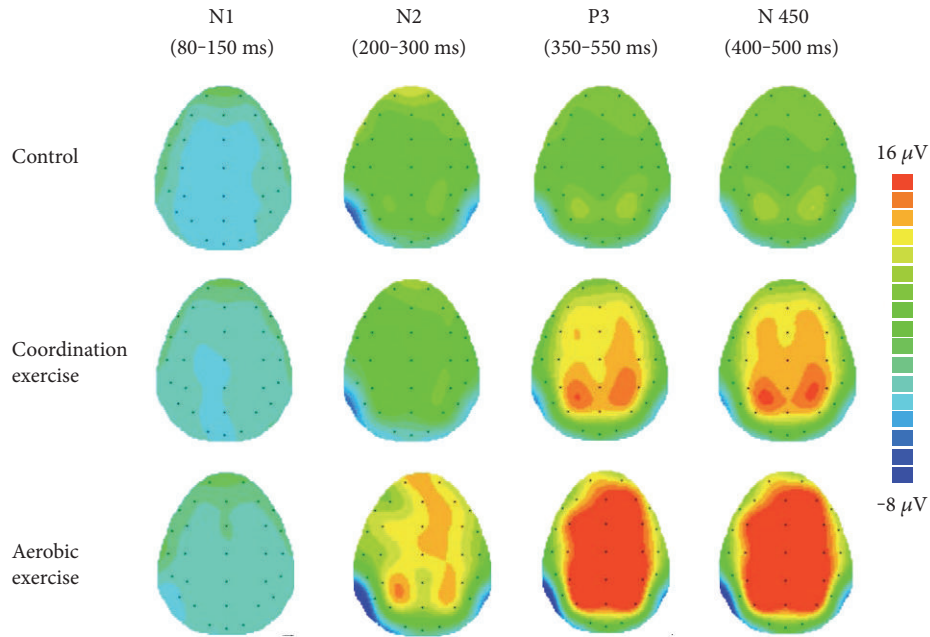 N1
(80–150 ms)
N2
(200–300 ms)
P3
(350–550 ms)
N 450
(400–500 ms)
Control
Coordination
exercise
Aerobic
exercise
16 μV
–8 μV